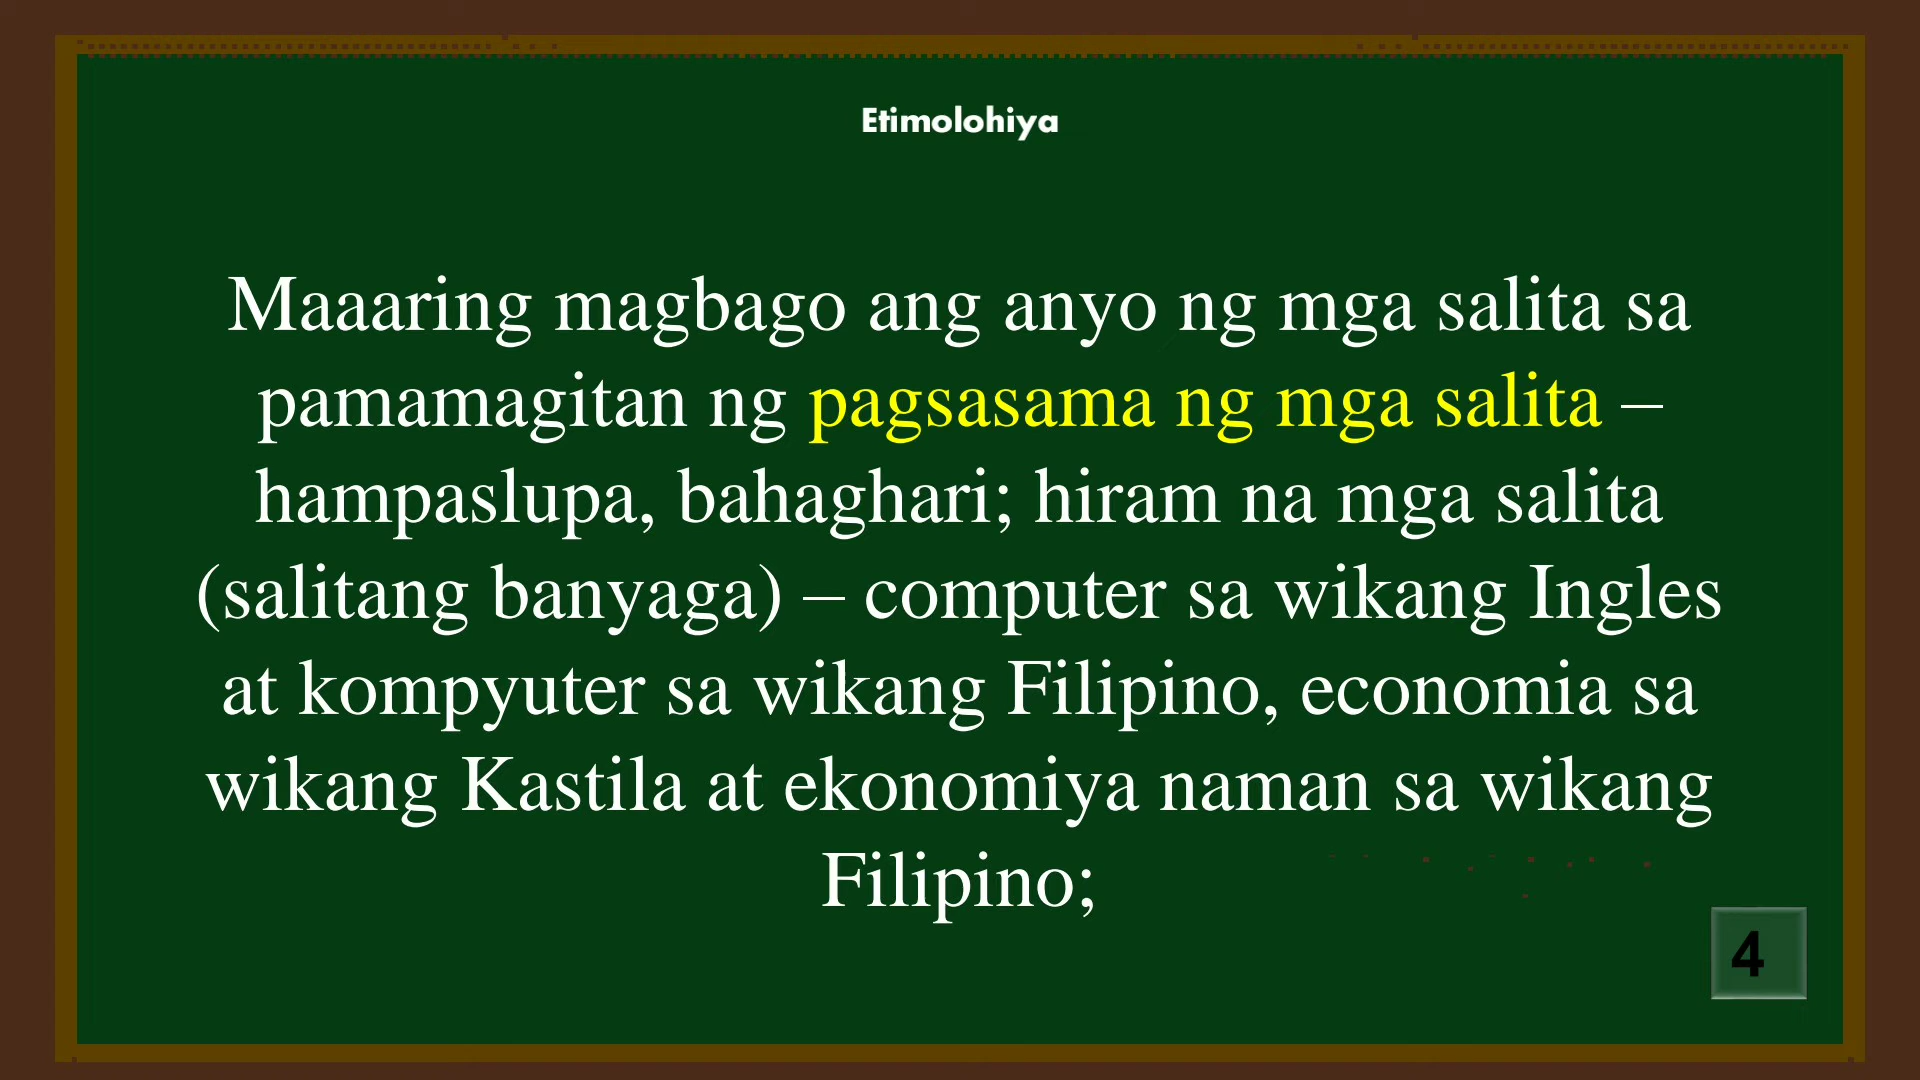 Etimolohiya
Maaaring magbago ang anyo ng mga salita sa
pamamagitan ng pagsasama ng mga salita –
hampaslupa, bahaghari; hiram na mga salita
(salitang banyaga) – computer sa wikang Ingles
at kompyuter sa wikang Filipino, economia sa
wikang Kastila at ekonomiya naman sa wikang
Filipino;
4